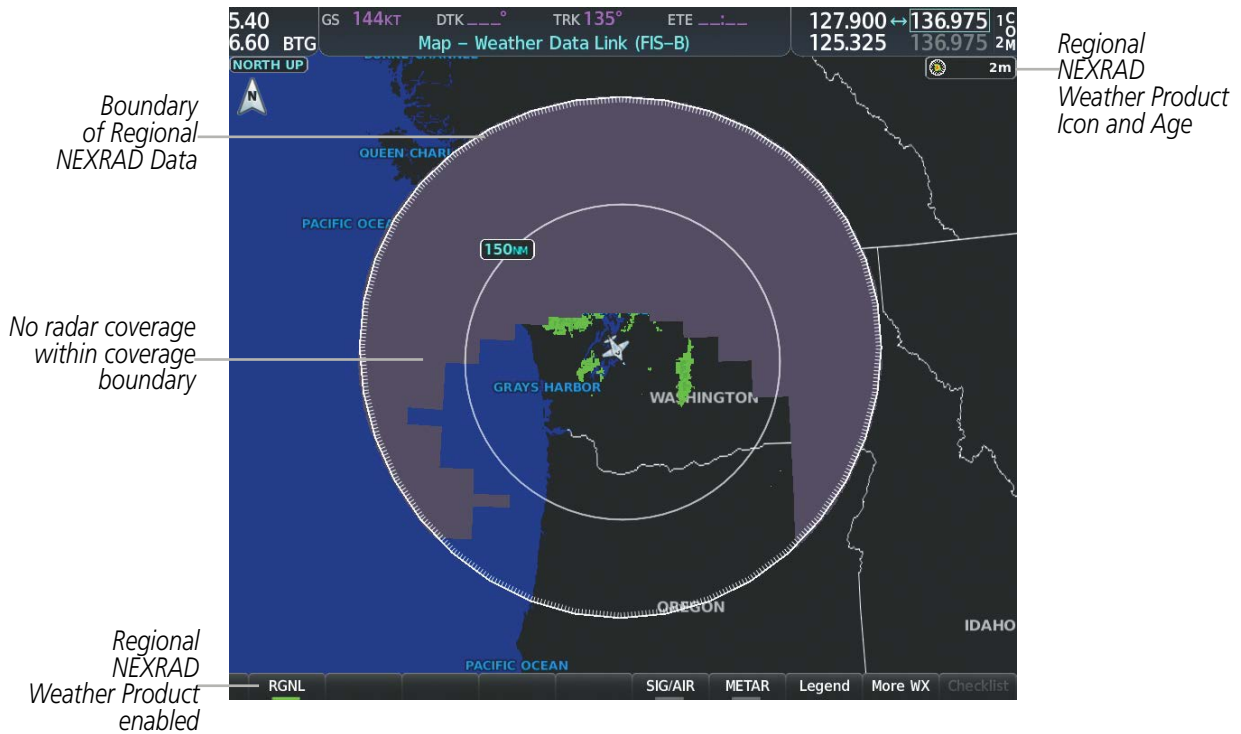 5.40
GS 144KT DTK ___° TRK 135° ETE __:__
127.900 ↔ 136.975 1 C
O
6.60 BTG
Map – Weather Data Link (FIS–B)
125.325 136.975 2 M
NORTH UP
2m
N
QUEEN CHARL
PACIFIC OCEA
150NM
GRAYS HARBOR
WASHINGTON
OREGON
IDAHO
PACIFIC OCEAN
RGNL SIG/AIR METAR Legend More WX Checklist
Boundary
of Regional
NEXRAD Data
No radar coverage
within coverage
boundary
Regional
NEXRAD
Weather Product
enabled
Regional
NEXRAD
Weather Product
Icon and Age